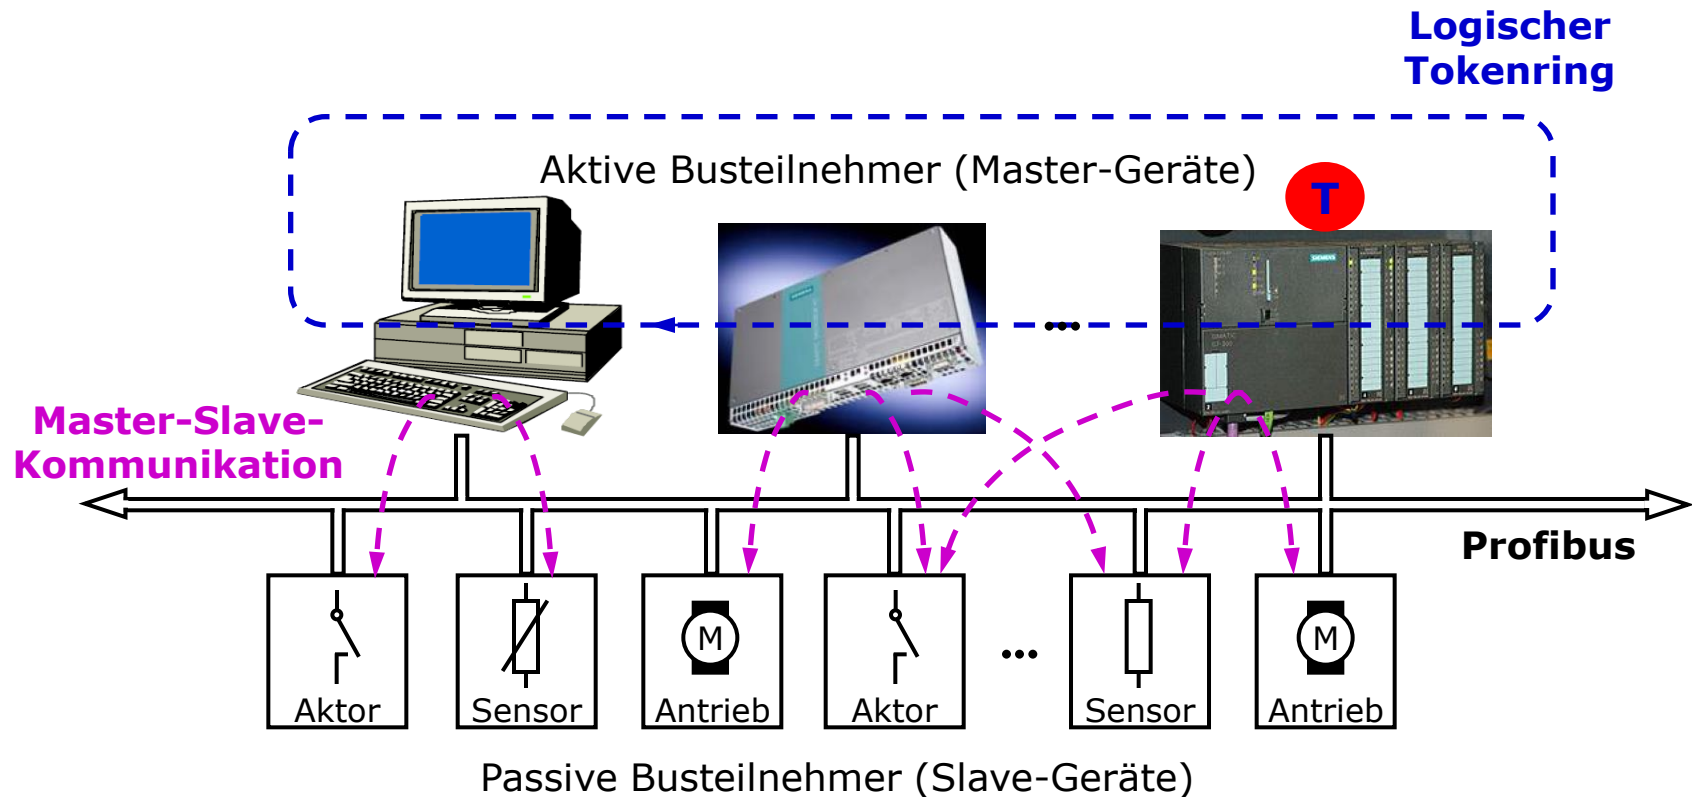 Logischer
Tokenring
Aktive Busteilnehmer (Master-Geräte)
T
SIEMENS
Master-Slave-
Kommunikation
Profibus
M
M
Aktor
Sensor
Antrieb
Aktor
...
Sensor
Antrieb
Passive Busteilnehmer (Slave-Geräte)